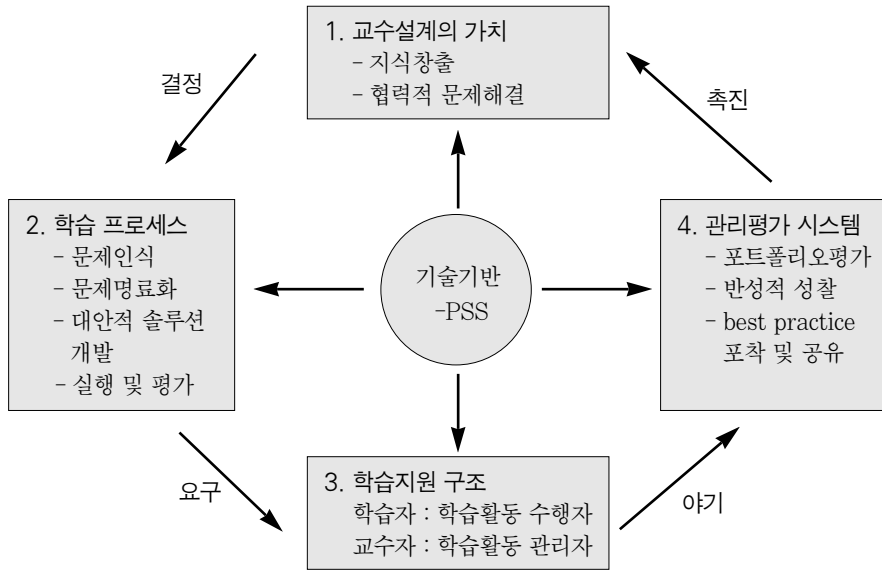 1. 교수설계의 가치
- 지식창출
- 협력적 문제해결
결정
촉진
2. 학습 프로세스
- 문제인식
- 문제명료화
- 대안적 솔루션
개발
- 실행 및 평가
기술기반
-PSS
4. 관리평가 시스템
- 포트폴리오평가
- 반성적 성찰
- best practice
포착 및 공유
요구
3. 학습지원 구조
학습자 : 학습활동 수행자
교수자 : 학습활동 관리자
야기